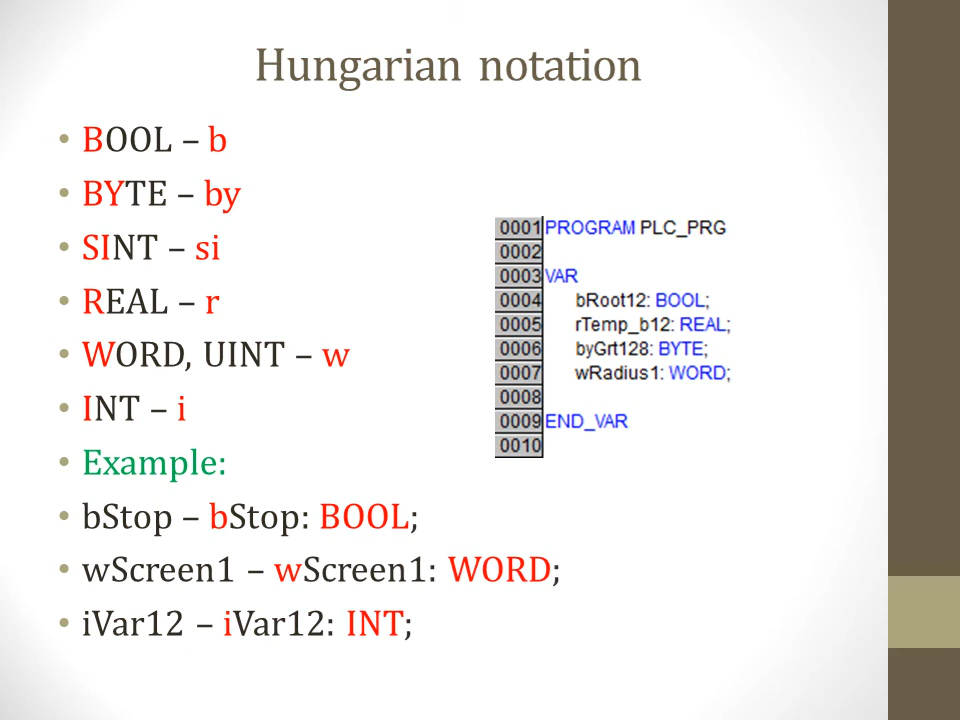 Hungarian notation
• BOOL – b
• BYTE – by
• SINT – si
• REAL – r
• WORD, UINT – w
• INT – i
• Example:
• bStop – bStop: BOOL;
• wScreen1 – wScreen1: WORD;
• iVar12 – iVar12: INT;
0001 PROGRAM PLC_PRG
0002
0003 VAR
0004 bRoot12: BOOL;
0005 rTemp_b12: REAL;
0006 byGrt128: BYTE;
0007 wRadius1: WORD;
0008
0009 END_VAR
0010